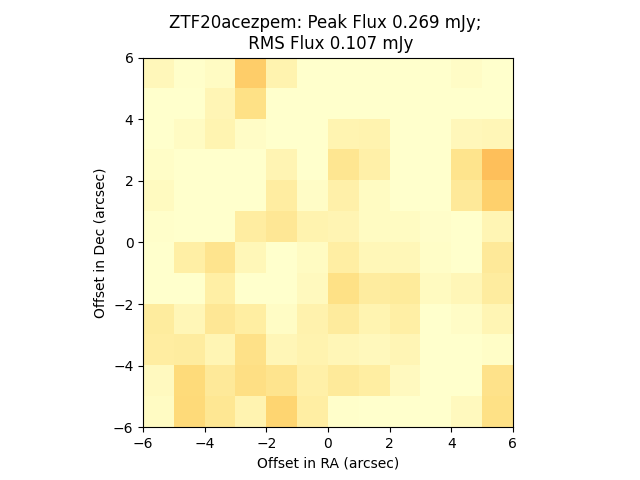 ZTF20acezpem: Peak Flux 0.269 mJy;
RMS Flux 0.107 mJy
6
4
2
0
−2
−4
−6
Offset in Dec (arcsec)
−6 −4 −2 0 2 4 6
Offset in RA (arcsec)